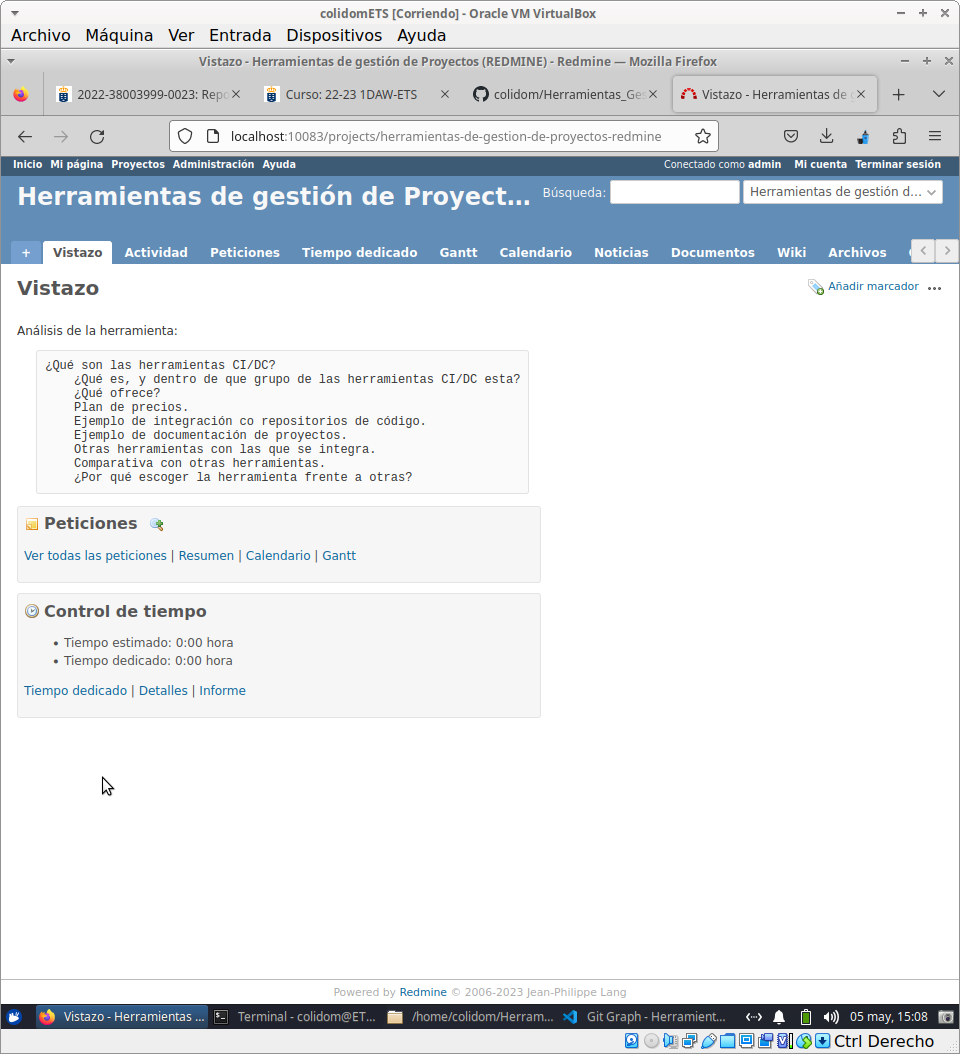 colidomETS [Corriendo] - Oracle VM VirtualBox
Archivo Máquina Ver Entrada Dispositivos Ayuda
Vistazo - Herramientas de gestión de Proyectos (REDMINE) - Redmine — Mozilla Firefox
2022-38003999-0023: Repo Curso: 22-23 1DAW-ETS colidom/Herramientas_Ges Vistazo - Herramientas de g
localhost:10083/projects/herramientas-de-gestion-de-proyectos-redmine
Inicio Mi página Proyectos Administración Ayuda Conectado como admin Mi cuenta Terminar sesión
Herramientas de gestión de Proyect... Búsqueda: Herramientas de gestión d...
+ Vistazo Actividad Peticiones Tiempo dedicado Gantt Calendario Noticias Documentos Wiki Archivos
Vistazo Añadir marcador ...
Análisis de la herramienta:
¿Qué son las herramientas CI/DC?
¿Qué es, y dentro de que grupo de las herramientas CI/DC esta?
¿Qué ofrece?
Plan de precios.
Ejemplo de integración co repositorios de código.
Ejemplo de documentación de proyectos.
Otras herramientas con las que se integra.
Comparativa con otras herramientas.
¿Por qué escoger la herramienta frente a otras?
Peticiones
Ver todas las peticiones | Resumen | Calendario | Gantt
Control de tiempo
• Tiempo estimado: 0:00 hora
• Tiempo dedicado: 0:00 hora
Tiempo dedicado | Detalles | Informe
Powered by Redmine © 2006-2023 Jean-Philippe Lang
Vistazo - Herramientas ... Terminal - colidom@ET... /home/colidom/Herram... Git Graph - Herramient... 05 may, 15:08
Ctrl Derecho